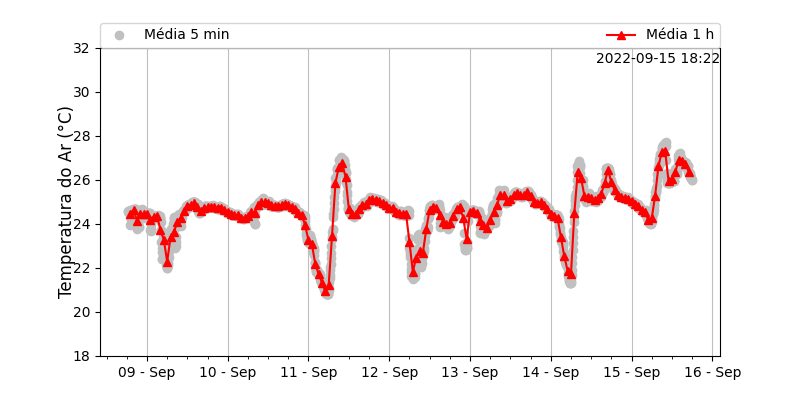 Média 5 min
Média 1 h
2022-09-15 18:22
Temperatura do Ar (°C)
32
30
28
26
24
22
20
18
09 - Sep
10 - Sep
11 - Sep
12 - Sep
13 - Sep
14 - Sep
15 - Sep
16 - Sep